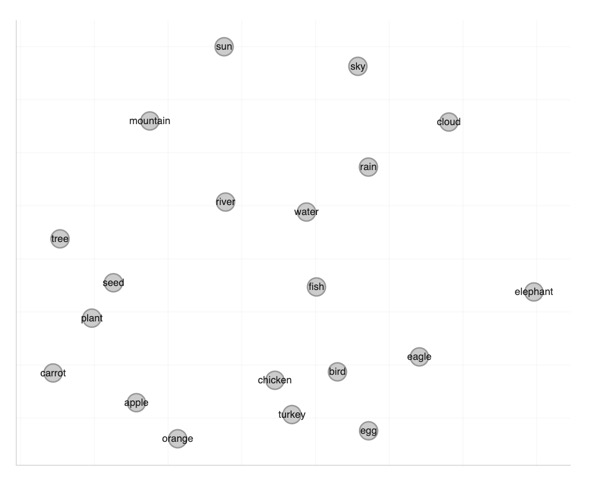 sun
sky
mountain
cloud
rain
river
water
tree
seed
fish
elephant
plant
eagle
carrot
chicken
bird
apple
turkey
egg
orange